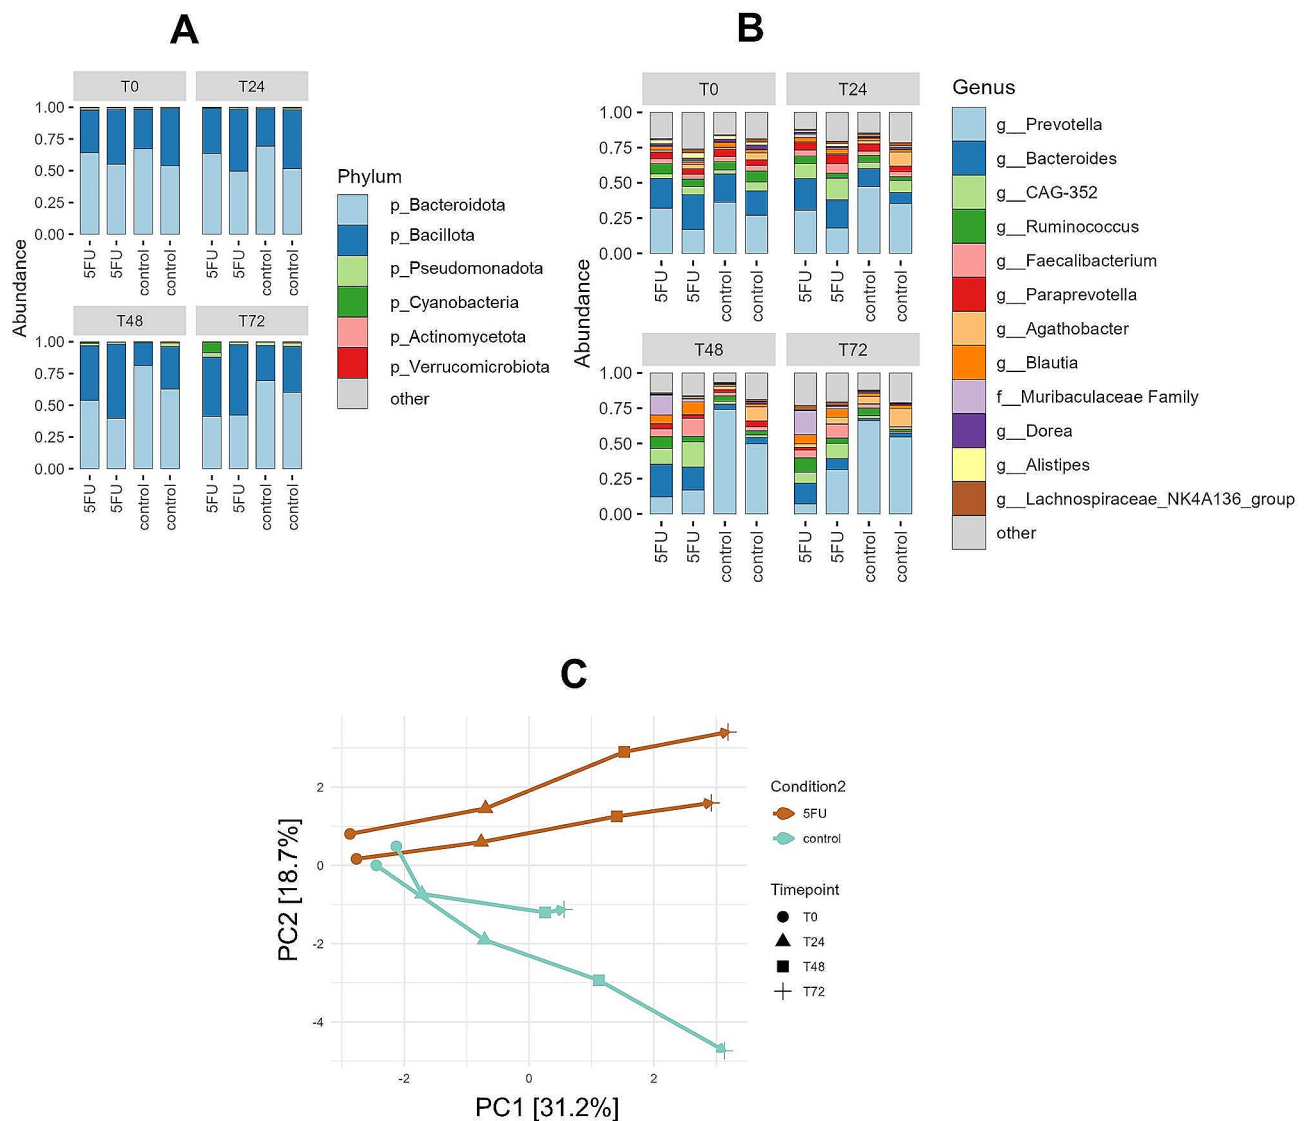 A
T0
T24
1.00
0.75
0.50
0.25
0.00
5FU
5FU
control
control
5FU
5FU
control
control
Abundance
T48
T72
1.00
0.75
0.50
0.25
0.00
5FU
5FU
control
control
5FU
5FU
control
control
Phylum
p_Bacteroidota
p_Bacillota
p_Pseudomonadota
p_Cyanobacteria
p_Actinomycetota
p_Verrucomicrobiota
other
B
T0
T24
1.00
0.75
0.50
0.25
0.00
5FU
5FU
control
control
5FU
5FU
control
control
Abundance
T48
T72
1.00
0.75
0.50
0.25
0.00
5FU
5FU
control
control
5FU
5FU
control
control
Genus
g__Prevotella
g__Bacteroides
g__CAG-352
g__Ruminococcus
g__Faecalibacterium
g__Paraprevotella
g__Agathobacter
g__Blautia
f__Muribaculaceae Family
g__Dorea
g__Alistipes
g__Lachnospiraceae_NK4A136_group
other
C
PC2 [18.7%]
2
0
-2
-4
-2
0
2
PC1 [31.2%]
Condition2
5FU
control
Timepoint
T0
T24
T48
T72